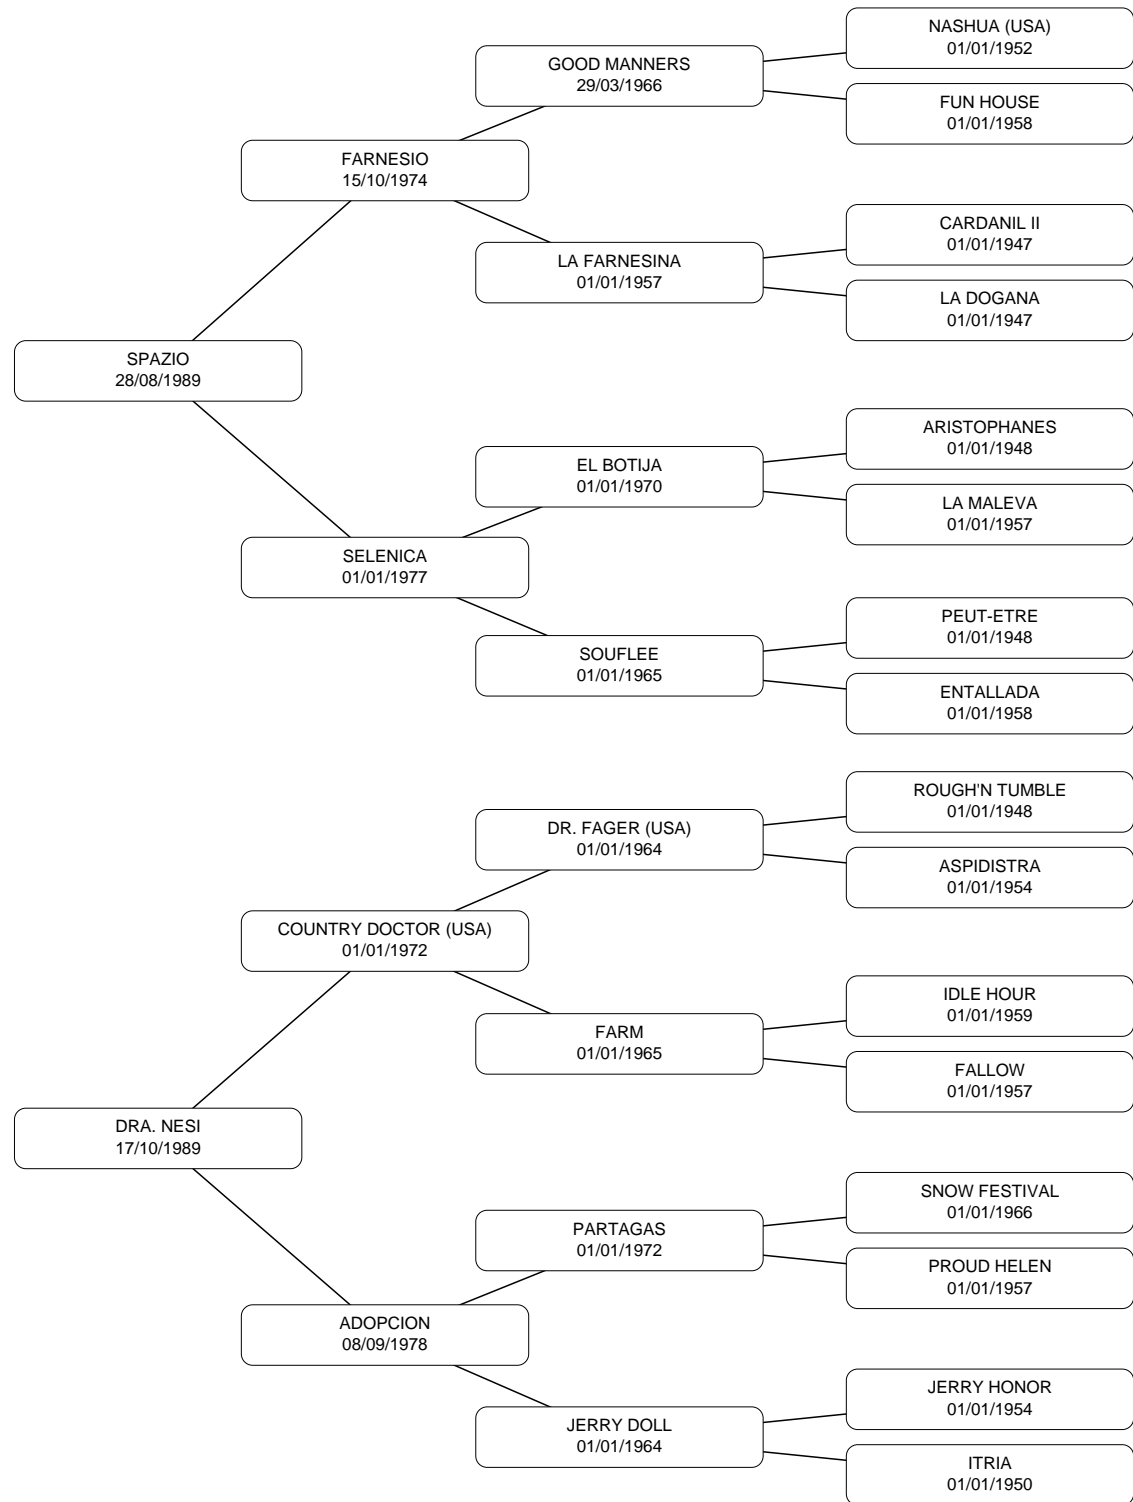 NASHUA (USA)
01/01/1952
GOOD MANNERS
29/03/1966
FUN HOUSE
01/01/1958
FARNESIO
15/10/1974
CARDANIL II
01/01/1947
LA FARNESINA
01/01/1957
LA DOGANA
01/01/1947
SPAZIO
28/08/1989
ARISTOPHANES
01/01/1948
EL BOTIJA
01/01/1970
LA MALEVA
01/01/1957
SELENICA
01/01/1977
PEUT-ETRE
01/01/1948
SOUFLEE
01/01/1965
ENTALLADA
01/01/1958
ROUGH'N TUMBLE
01/01/1948
DR. FAGER (USA)
01/01/1964
ASPIDISTRA
01/01/1954
COUNTRY DOCTOR (USA)
01/01/1972
IDLE HOUR
01/01/1959
FARM
01/01/1965
FALLOW
01/01/1957
DRA. NESI
17/10/1989
SNOW FESTIVAL
01/01/1966
PARTAGAS
01/01/1972
PROUD HELEN
01/01/1957
ADOPCION
08/09/1978
JERRY HONOR
01/01/1954
JERRY DOLL
01/01/1964
ITRIA
01/01/1950